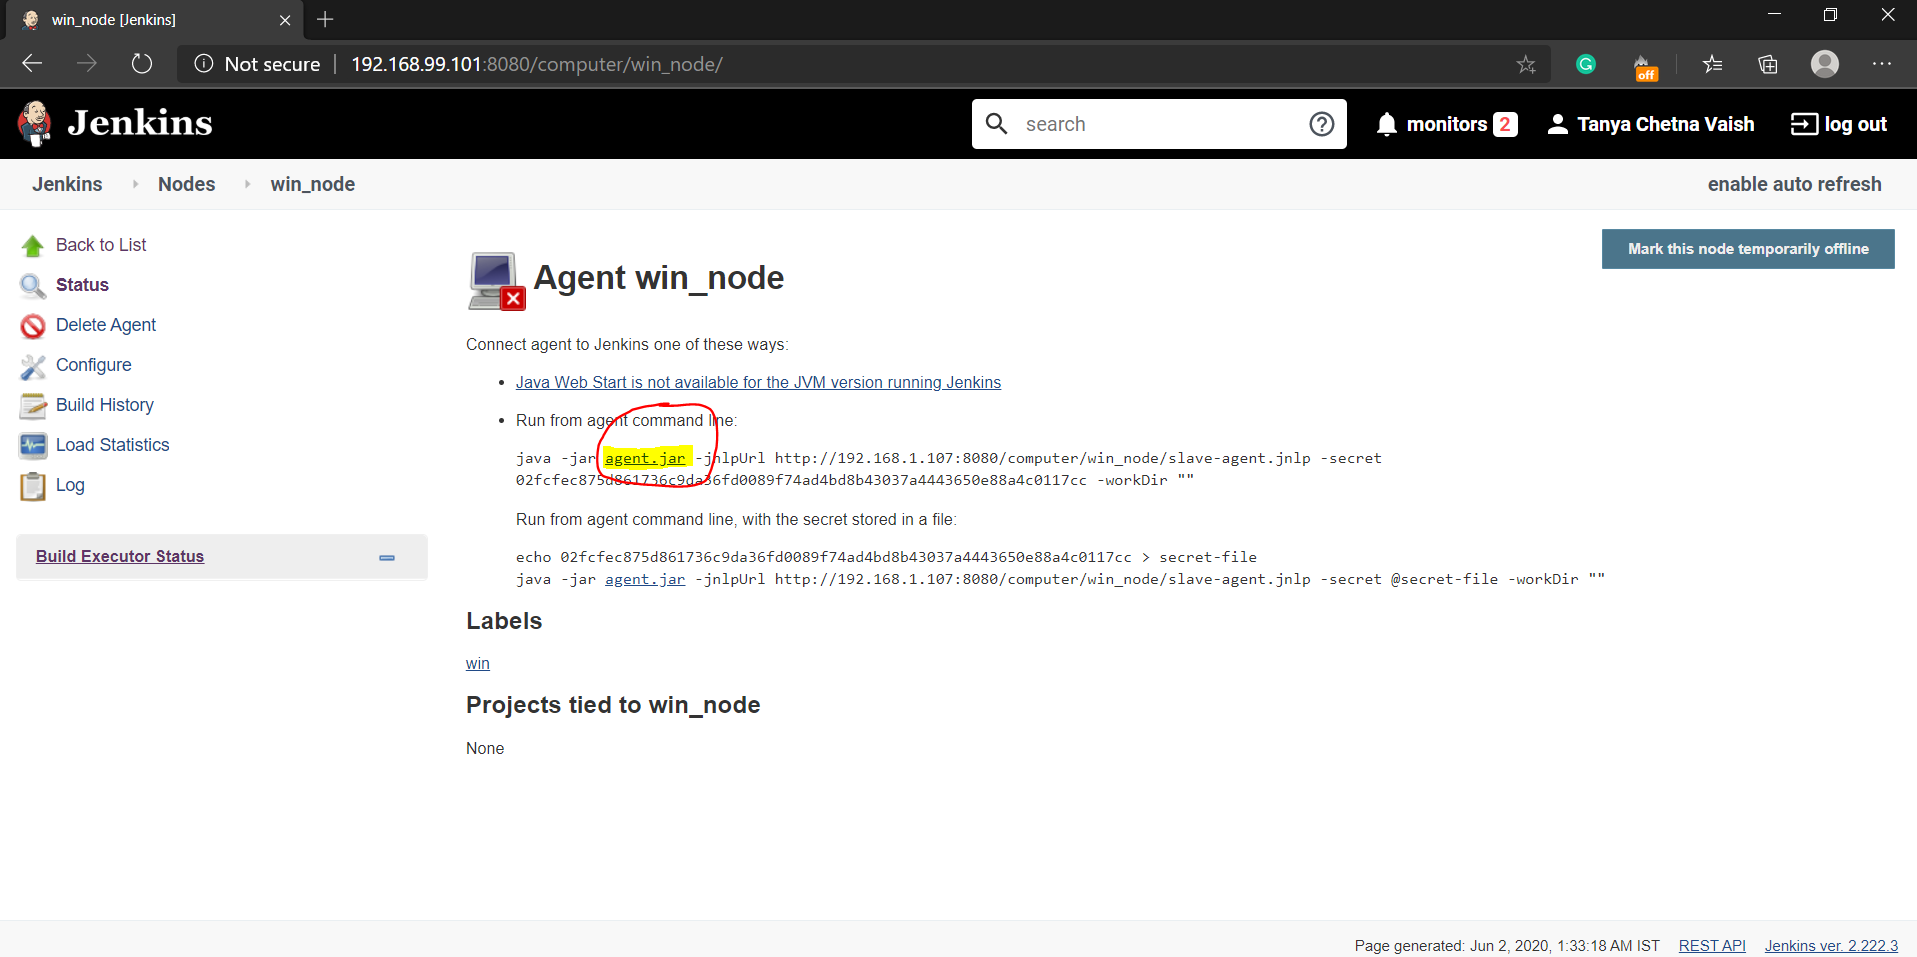 win_node [Jenkins]
Not secure 192.168.99.101:8080/computer/win_node/
off
Jenkins
search
monitors 2
Tanya Chetna Vaish
log out
Jenkins Nodes win_node
enable auto refresh
Back to List
Status
Delete Agent
Configure
Build History
Load Statistics
Log
Build Executor Status
Mark this node temporarily offline
Agent win_node
Connect agent to Jenkins one of these ways:
Java Web Start is not available for the JVM version running Jenkins
Run from agent command line:
java -jar agent.jar -jnlpUrl http://192.168.1.107:8080/computer/win_node/slave-agent.jnlp -secret
02fcfec875d861736c9da36fd0089f74ad4bd8b43037a4443650e88a4c0117cc -workDir ""
Run from agent command line, with the secret stored in a file:
echo 02fcfec875d861736c9da36fd0089f74ad4bd8b43037a4443650e88a4c0117cc > secret-file
java -jar agent.jar -jnlpUrl http://192.168.1.107:8080/computer/win_node/slave-agent.jnlp -secret @secret-file -workDir ""
Labels
win
Projects tied to win_node
None
Page generated: Jun 2, 2020, 1:33:18 AM IST REST API Jenkins ver. 2.222.3